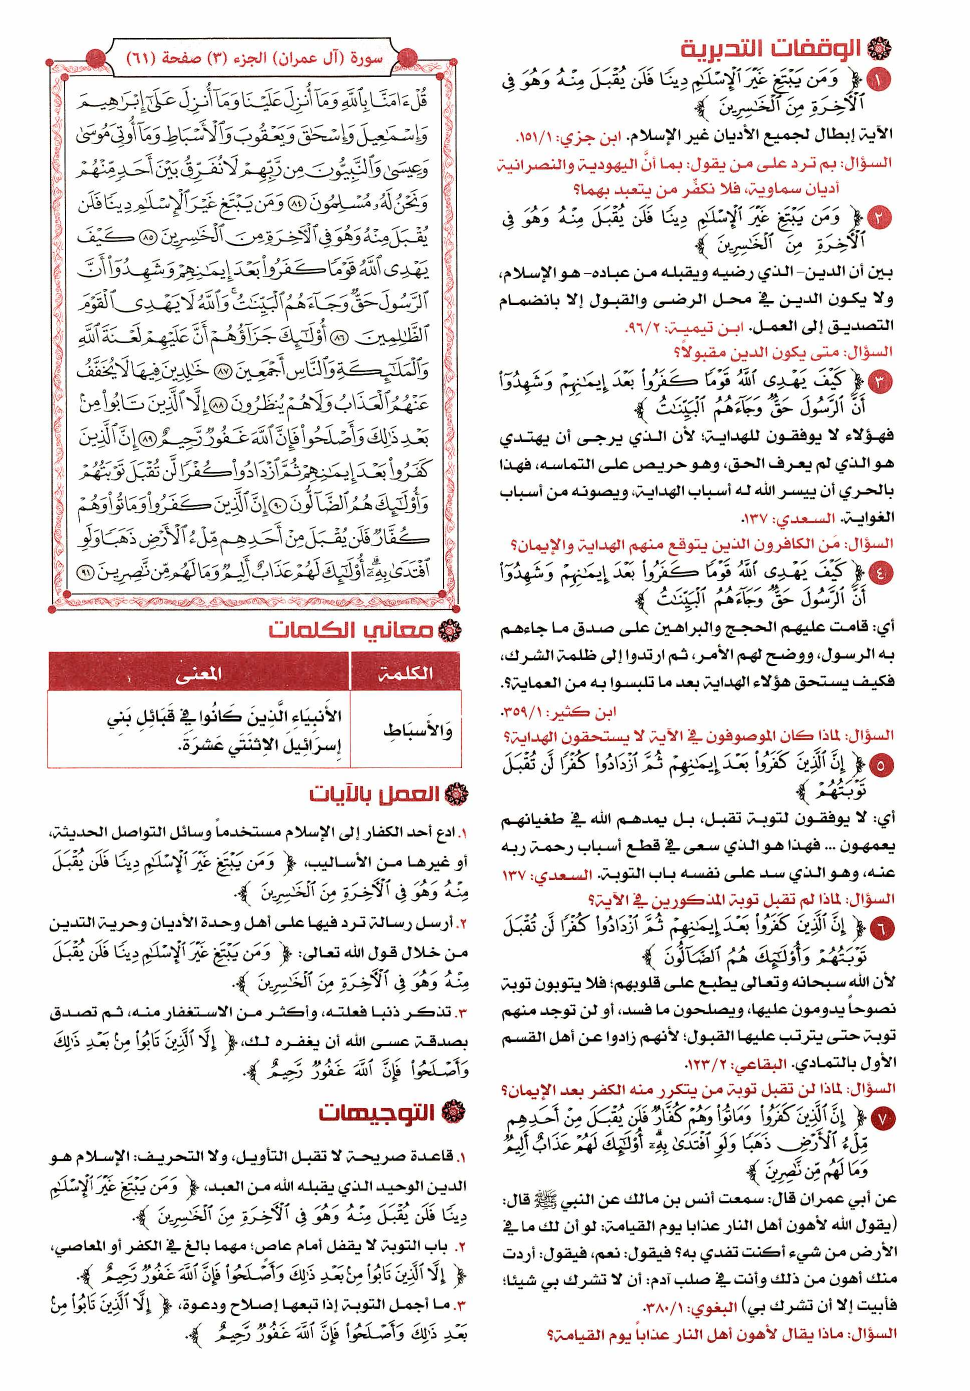 الوقفات التدبرية
١ ﴿ وَمَن يَبْتَغِ غَيْرَ ٱلْإِسْلَٰمِ دِينًا فَلَن يُقْبَلَ مِنْهُ وَهُوَ فِى
ٱلْءَاخِرَةِ مِنَ ٱلْخَٰسِرِينَ ﴾
الآية إبطال لجميع الأديان غير الإسلام. ابن جزي: ١٥١/١.
السؤال: بم ترد على من يقول: بما أنَّ اليهودية والنصرانية
أديان سماوية، فلا نكفِّر من يتعبد بهما؟
٢ ﴿ وَمَن يَبْتَغِ غَيْرَ ٱلْإِسْلَٰمِ دِينًا فَلَن يُقْبَلَ مِنْهُ وَهُوَ فِى
ٱلْءَاخِرَةِ مِنَ ٱلْخَٰسِرِينَ ﴾
بين أن الدين- الذي رضيه ويقبله من عباده- هو الإسلام،
ولا يكون الدين في محل الرضى والقبول إلا بانضمام
التصديق إلى العمل. ابن تيمية: ٩٦/٢.
السؤال: متى يكون الدين مقبولاً؟
٣ ﴿ كَيْفَ يَهْدِى ٱللَّهُ قَوْمًا كَفَرُوا۟ بَعْدَ إِيمَٰنِهِمْ وَشَهِدُوٓا۟
أَنَّ ٱلرَّسُولَ حَقٌّ وَجَآءَهُمُ ٱلْبَيِّنَٰتُ ﴾
فهؤلاء لا يوفقون للهداية؛ لأن الذي يرجى أن يهتدي
هو الذي لم يعرف الحق، وهو حريص على التماسه، فهذا
بالحري أن ييسر الله له أسباب الهداية، ويصونه من أسباب
الغواية. السعدي: ١٣٧.
السؤال: مَن الكافرون الذين يتوقع منهم الهداية والإيمان؟
٤ ﴿ كَيْفَ يَهْدِى ٱللَّهُ قَوْمًا كَفَرُوا۟ بَعْدَ إِيمَٰنِهِمْ وَشَهِدُوٓا۟
أَنَّ ٱلرَّسُولَ حَقٌّ وَجَآءَهُمُ ٱلْبَيِّنَٰتُ ﴾
أي: قامت عليهم الحجج والبراهين على صدق ما جاءهم
به الرسول، ووضح لهم الأمر، ثم ارتدوا إلى ظلمة الشرك،
فكيف يستحق هؤلاء الهداية بعد ما تلبسوا به من العماية؟.
ابن كثير: ٣٥٩/١.
السؤال: لماذا كان الموصوفون في الآية لا يستحقون الهداية؟
٥ ﴿ إِنَّ ٱلَّذِينَ كَفَرُوا۟ بَعْدَ إِيمَٰنِهِمْ ثُمَّ ٱزْدَادُوا۟ كُفْرًا لَّن تُقْبَلَ
تَوْبَتُهُمْ ﴾
أي: لا يوفقون لتوبة تقبل، بل يمدهم الله في طغيانهم
يعمهون ... فهذا هو الذي سعى في قطع أسباب رحمة ربه
عنه، وهو الذي سد على نفسه باب التوبة. السعدي: ١٣٧
السؤال: لماذا لم تقبل توبة المذكورين في الآية؟
٦ ﴿ إِنَّ ٱلَّذِينَ كَفَرُوا۟ بَعْدَ إِيمَٰنِهِمْ ثُمَّ ٱزْدَادُوا۟ كُفْرًا لَّن تُقْبَلَ
تَوْبَتُهُمْ وَأُو۟لَٰٓئِكَ هُمُ ٱلضَّآلُّونَ ﴾
لأن الله سبحانه وتعالى يطبع على قلوبهم؛ فلا يتوبون توبة
نصوحاً يدومون عليها، ويصلحون ما فسد، أو لن توجد منهم
توبة حتى يترتب عليها القبول؛ لأنهم زادوا عن أهل القسم
الأول بالتمادي. البقاعي: ١٢٣/٢.
السؤال: لماذا لن تقبل توبة من يتكرر منه الكفر بعد الإيمان؟
٧ ﴿ إِنَّ ٱلَّذِينَ كَفَرُوا۟ وَمَاتُوا۟ وَهُمْ كُفَّارٌ فَلَن يُقْبَلَ مِنْ أَحَدِهِم
مِّلْءُ ٱلْأَرْضِ ذَهَبًا وَلَوِ ٱفْتَدَىٰ بِهِۦٓ أُو۟لَٰٓئِكَ لَهُمْ عَذَابٌ أَلِيمٌ
وَمَا لَهُم مِّن نَّٰصِرِينَ ﴾
عن أبي عمران قال: سمعت أنس بن مالك عن النبي ﷺ قال:
(يقول الله لأهون أهل النار عذابا يوم القيامة: لو أن لك ما في
الأرض من شيء أكنت تفدي به؟ فيقول: نعم، فيقول: أردت
منك أهون من ذلك وأنت في صلب آدم: أن لا تشرك بي شيئا؛
فأبيت إلا أن تشرك بي) البغوي: ٣٨٠/١.
السؤال: ماذا يقال لأهون أهل النار عذاباً يوم القيامة؟
سورة (آل عمران) الجزء (٣) صفحة (٦١)
قُلْ ءَامَنَّا بِٱللَّهِ وَمَآ أُنزِلَ عَلَيْنَا وَمَآ أُنزِلَ عَلَىٰٓ إِبْرَٰهِيمَ
وَإِسْمَٰعِيلَ وَإِسْحَٰقَ وَيَعْقُوبَ وَٱلْأَسْبَاطِ وَمَآ أُوتِىَ مُوسَىٰ
وَعِيسَىٰ وَٱلنَّبِيُّونَ مِن رَّبِّهِمْ لَا نُفَرِّقُ بَيْنَ أَحَدٍ مِّنْهُمْ
وَنَحْنُ لَهُۥ مُسْلِمُونَ ٨٤ وَمَن يَبْتَغِ غَيْرَ ٱلْإِسْلَٰمِ دِينًا فَلَن
يُقْبَلَ مِنْهُ وَهُوَ فِى ٱلْءَاخِرَةِ مِنَ ٱلْخَٰسِرِينَ ٨٥ كَيْفَ
يَهْدِى ٱللَّهُ قَوْمًا كَفَرُوا۟ بَعْدَ إِيمَٰنِهِمْ وَشَهِدُوٓا۟ أَنَّ
ٱلرَّسُولَ حَقٌّ وَجَآءَهُمُ ٱلْبَيِّنَٰتُ ۚ وَٱللَّهُ لَا يَهْدِى ٱلْقَوْمَ
ٱلظَّٰلِمِينَ ٨٦ أُو۟لَٰٓئِكَ جَزَآؤُهُمْ أَنَّ عَلَيْهِمْ لَعْنَةَ ٱللَّهِ
وَٱلْمَلَٰٓئِكَةِ وَٱلنَّاسِ أَجْمَعِينَ ٨٧ خَٰلِدِينَ فِيهَا لَا يُخَفَّفُ
عَنْهُمُ ٱلْعَذَابُ وَلَا هُمْ يُنظَرُونَ ٨٨ إِلَّا ٱلَّذِينَ تَابُوا۟ مِنۢ
بَعْدِ ذَٰلِكَ وَأَصْلَحُوا۟ فَإِنَّ ٱللَّهَ غَفُورٌ رَّحِيمٌ ٨٩ إِنَّ ٱلَّذِينَ
كَفَرُوا۟ بَعْدَ إِيمَٰنِهِمْ ثُمَّ ٱزْدَادُوا۟ كُفْرًا لَّن تُقْبَلَ تَوْبَتُهُمْ
وَأُو۟لَٰٓئِكَ هُمُ ٱلضَّآلُّونَ ٩٠ إِنَّ ٱلَّذِينَ كَفَرُوا۟ وَمَاتُوا۟ وَهُمْ
كُفَّارٌ فَلَن يُقْبَلَ مِنْ أَحَدِهِم مِّلْءُ ٱلْأَرْضِ ذَهَبًا وَلَوِ
ٱفْتَدَىٰ بِهِۦٓ ۗ أُو۟لَٰٓئِكَ لَهُمْ عَذَابٌ أَلِيمٌ وَمَا لَهُم مِّن نَّٰصِرِينَ ٩١
معاني الكلمات
الكلمة المعنى
وَالأَسبَاطِ الأَنبِيَاءِ الَّذِينَ كَانُوا فِي قَبَائِلِ بَنِي
إِسرَائِيلَ الاِثنَتَي عَشرَةَ.
العمل بالآيات
١. ادع أحد الكفار إلى الإسلام مستخدماً وسائل التواصل الحديثة،
أو غيرها من الأساليب، ﴿ وَمَن يَبْتَغِ غَيْرَ ٱلْإِسْلَٰمِ دِينًا فَلَن يُقْبَلَ
مِنْهُ وَهُوَ فِى ٱلْءَاخِرَةِ مِنَ ٱلْخَٰسِرِينَ ﴾.
٢. أرسل رسالة ترد فيها على أهل وحدة الأديان وحرية التدين
من خلال قول الله تعالى: ﴿ وَمَن يَبْتَغِ غَيْرَ ٱلْإِسْلَٰمِ دِينًا فَلَن يُقْبَلَ
مِنْهُ وَهُوَ فِى ٱلْءَاخِرَةِ مِنَ ٱلْخَٰسِرِينَ ﴾.
٣. تذكر ذنبا فعلته، وأكثر من الاستغفار منه، ثم تصدق
بصدقة عسى الله أن يغفره لك، ﴿ إِلَّا ٱلَّذِينَ تَابُوا۟ مِنۢ بَعْدِ ذَٰلِكَ
وَأَصْلَحُوا۟ فَإِنَّ ٱللَّهَ غَفُورٌ رَّحِيمٌ ﴾.
التوجيهات
١. قاعدة صريحة لا تقبل التأويل، ولا التحريف: الإسلام هو
الدين الوحيد الذي يقبله الله من العبد، ﴿ وَمَن يَبْتَغِ غَيْرَ ٱلْإِسْلَٰمِ
دِينًا فَلَن يُقْبَلَ مِنْهُ وَهُوَ فِى ٱلْءَاخِرَةِ مِنَ ٱلْخَٰسِرِينَ ﴾.
٢. باب التوبة لا يقفل أمام عاص؛ مهما بالغ في الكفر أو المعاصي،
﴿ إِلَّا ٱلَّذِينَ تَابُوا۟ مِنۢ بَعْدِ ذَٰلِكَ وَأَصْلَحُوا۟ فَإِنَّ ٱللَّهَ غَفُورٌ رَّحِيمٌ ﴾.
٣. ما أجمل التوبة إذا تبعها إصلاح ودعوة، ﴿ إِلَّا ٱلَّذِينَ تَابُوا۟ مِنۢ
بَعْدِ ذَٰلِكَ وَأَصْلَحُوا۟ فَإِنَّ ٱللَّهَ غَفُورٌ رَّحِيمٌ ﴾.